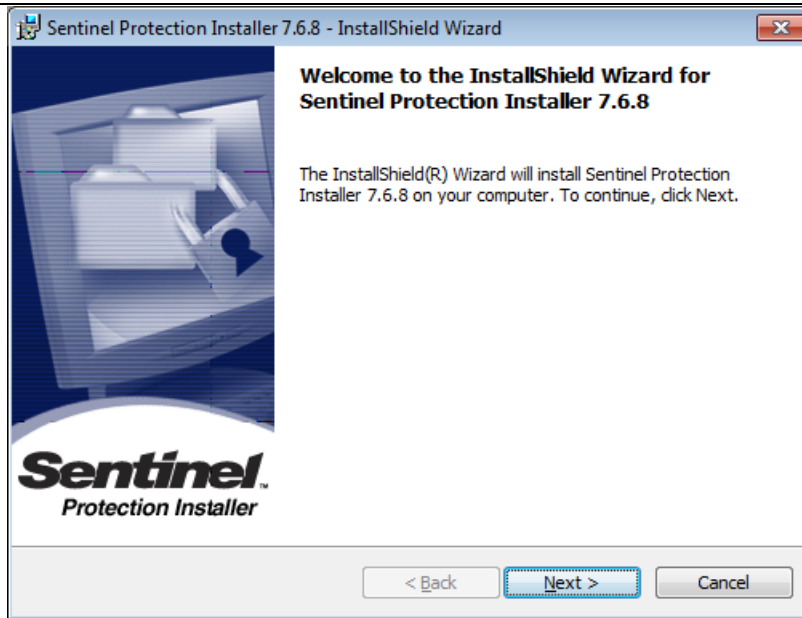 Sentinel Protection Installer 7.6.8 - InstallShield Wizard
Welcome to the InstallShield Wizard for
Sentinel Protection Installer 7.6.8
The InstallShield(R) Wizard will install Sentinel Protection
Installer 7.6.8 on your computer. To continue, click Next.
Sentinel™
Protection Installer
< Back Next > Cancel